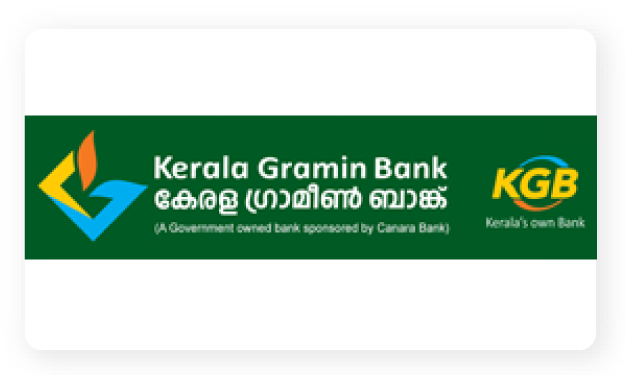 Kerala Gramin Bank
കേരള ഗ്രാമീൺ ബാങ്ക്
(A Government owned bank sponsored by Canara Bank)
KGB
Kerala's own Bank